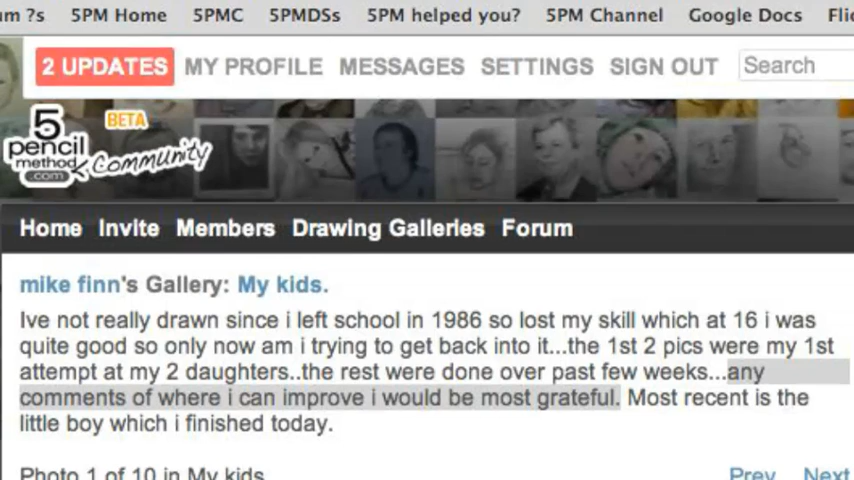 um ?s 5PM Home 5PMC 5PMDSs 5PM helped you? 5PM Channel Google Docs Flic
2 UPDATES MY PROFILE MESSAGES SETTINGS SIGN OUT Search
5 pencil method .com Community BETA
Home Invite Members Drawing Galleries Forum
mike finn's Gallery: My kids.
Ive not really drawn since i left school in 1986 so lost my skill which at 16 i was
quite good so only now am i trying to get back into it...the 1st 2 pics were my 1st
attempt at my 2 daughters..the rest were done over past few weeks...any
comments of where i can improve i would be most grateful. Most recent is the
little boy which i finished today.
Photo 1 of 10 in My kids Prev Next